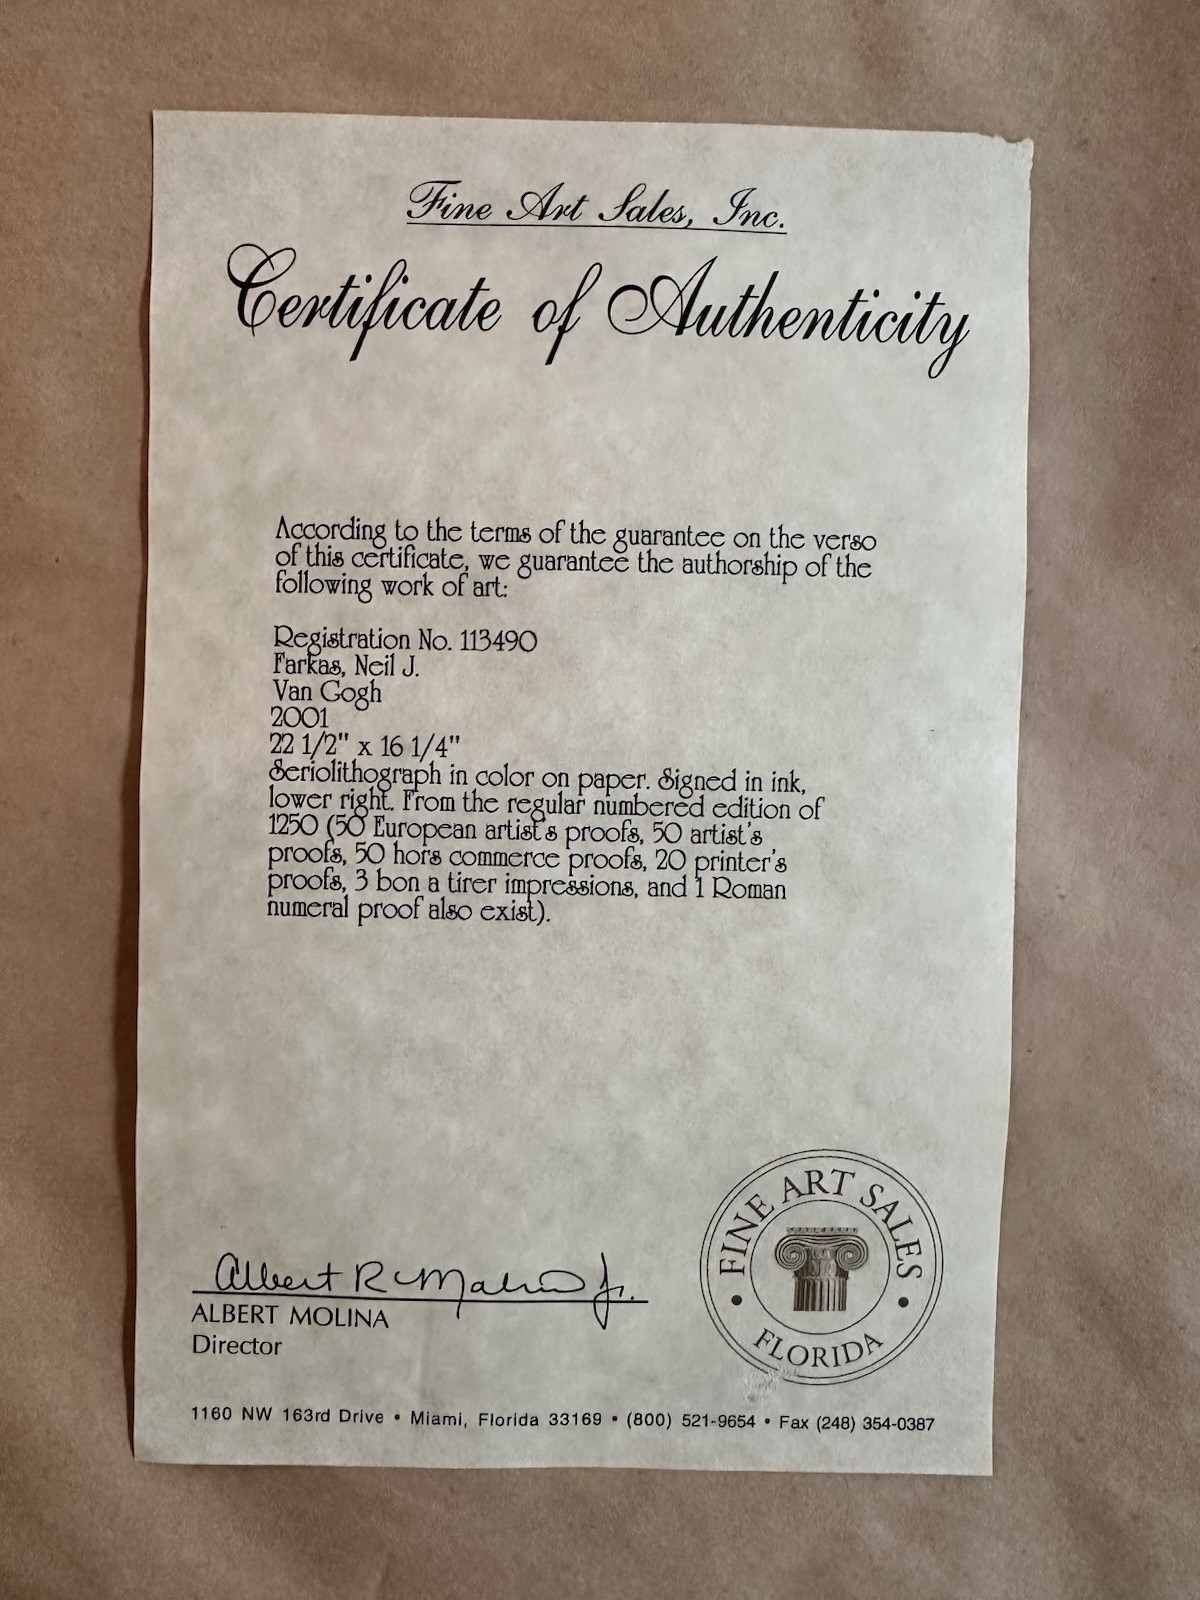 Fine Art Sales, Inc.
Certificate of Authenticity
According to the terms of the guarantee on the verso
of this certificate, we guarantee the authorship of the
following work of art:
Registration No. 113490
Farkas, Neil J.
Van Gogh
2001
22 1/2" x 16 1/4"
Seriolithograph in color on paper. Signed in ink,
lower right. From the regular numbered edition of
1250 (50 European artist's proofs, 50 artist's
proofs, 50 hors commerce proofs, 20 printer's
proofs, 3 bon a tirer impressions, and 1 Roman
numeral proof also exist).
Albert R Molina Jr.
ALBERT MOLINA
Director
FINE ART SALES
• FLORIDA •
1160 NW 163rd Drive • Miami, Florida 33169 • (800) 521-9654 • Fax (248) 354-0387